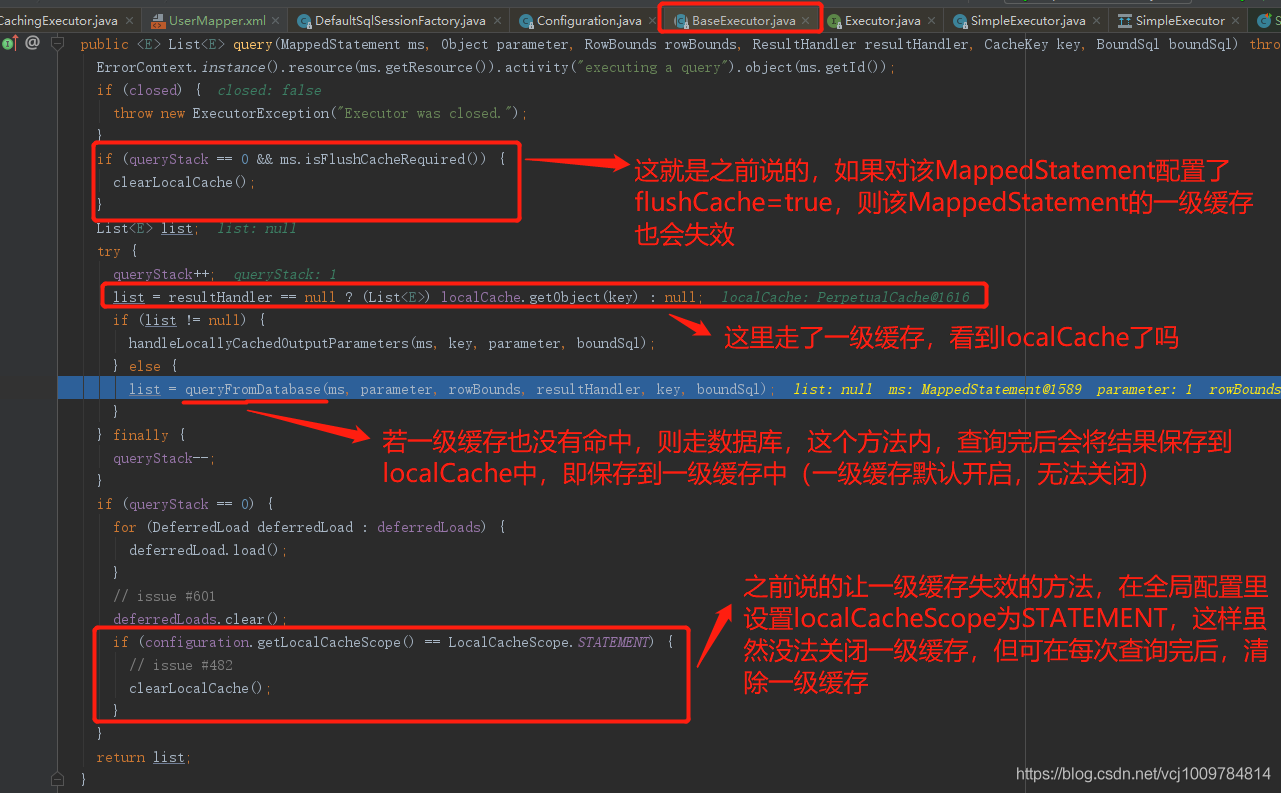 CachingExecutor.java × UserMapper.xml × DefaultSqlSessionFactory.java × Configuration.java × BaseExecutor.java × Executor.java × SimpleExecutor.java × SimpleExecutor ×
public <E> List<E> query(MappedStatement ms, Object parameter, RowBounds rowBounds, ResultHandler resultHandler, CacheKey key, BoundSql boundSql) thro
ErrorContext.instance().resource(ms.getResource()).activity("executing a query").object(ms.getId());
if (closed) { closed: false
throw new ExecutorException("Executor was closed.");
}
if (queryStack == 0 && ms.isFlushCacheRequired()) {
clearLocalCache();
}
这就是之前说的，如果对该MappedStatement配置了
flushCache=true，则该MappedStatement的一级缓存
也会失效
List<E> list; list: null
try {
queryStack++; queryStack: 1
list = resultHandler == null ? (List<E>) localCache.getObject(key) : null; localCache: PerpetualCache@1616
if (list != null) {
这里走了一级缓存，看到localCache了吗
handleLocallyCachedOutputParameters(ms, key, parameter, boundSql);
} else {
list = queryFromDatabase(ms, parameter, rowBounds, resultHandler, key, boundSql); list: null ms: MappedStatement@1589 parameter: 1 rowBounds
}
} finally {
若一级缓存也没有命中，则走数据库，这个方法内，查询完后会将结果保存到
localCache中，即保存到一级缓存中（一级缓存默认开启，无法关闭）
queryStack--;
}
if (queryStack == 0) {
for (DeferredLoad deferredLoad : deferredLoads) {
deferredLoad.load();
}
// issue #601
deferredLoads.clear();
if (configuration.getLocalCacheScope() == LocalCacheScope.STATEMENT) {
// issue #482
clearLocalCache();
}
之前说的让一级缓存失效的方法，在全局配置里
设置localCacheScope为STATEMENT，这样虽
然没法关闭一级缓存，但可在每次查询完后，清
除一级缓存
}
return list;
}
https://blog.csdn.net/vcj1009784814